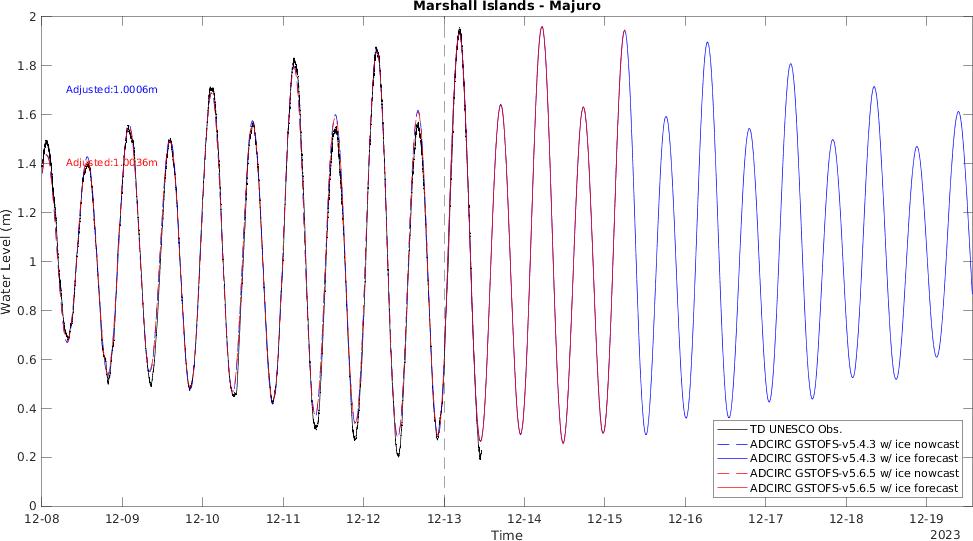 Marshall Islands - Majuro
2
1.8
1.6
1.4
1.2
1
0.8
0.6
0.4
0.2
0
Water Level (m)
Adjusted:1.0006m
Adjusted:1.0036m
TD UNESCO Obs.
ADCIRC GSTOFS-v5.4.3 w/ ice nowcast
ADCIRC GSTOFS-v5.4.3 w/ ice forecast
ADCIRC GSTOFS-v5.6.5 w/ ice nowcast
ADCIRC GSTOFS-v5.6.5 w/ ice forecast
12-08 12-09 12-10 12-11 12-12 12-13 12-14 12-15 12-16 12-17 12-18 12-19
Time
2023